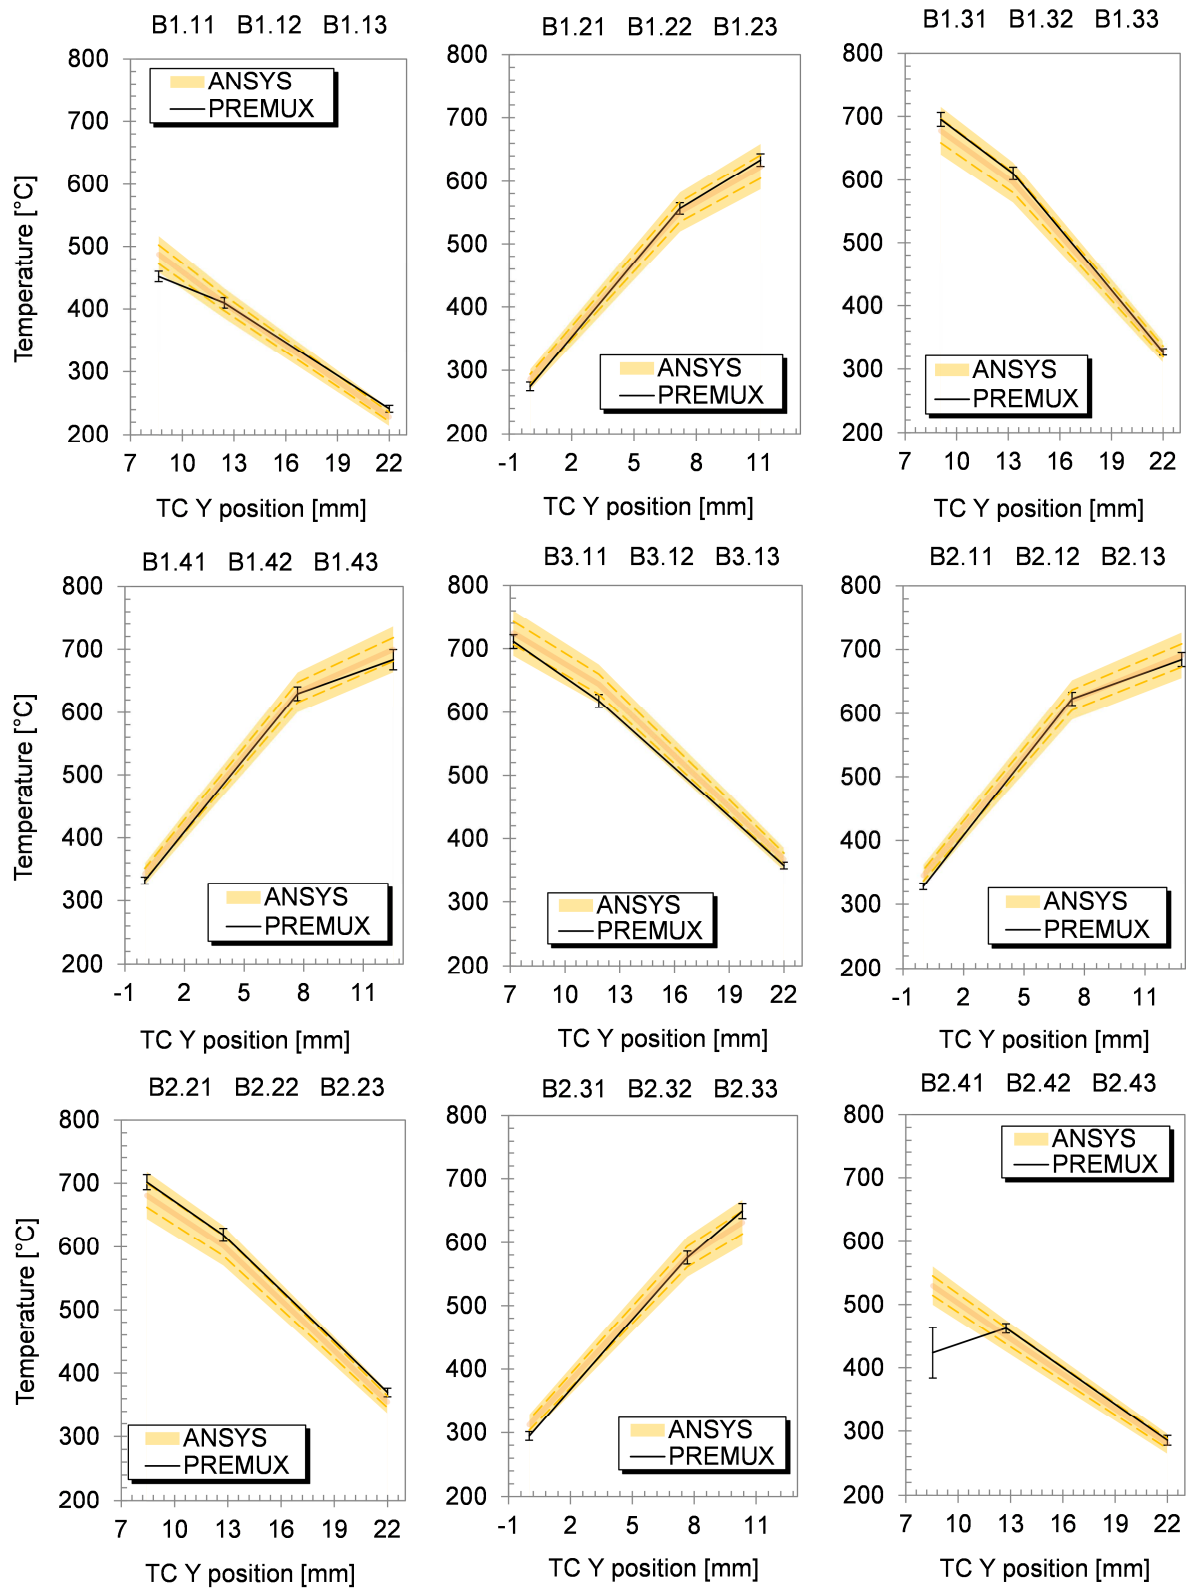 B1.11 B1.12 B1.13
800
700
600
500
400
300
200
Temperature [°C]
ANSYS
PREMUX
7 10 13 16 19 22
TC Y position [mm]
B1.21 B1.22 B1.23
800
700
600
500
400
300
200
ANSYS
PREMUX
-1 2 5 8 11
TC Y position [mm]
B1.31 B1.32 B1.33
800
700
600
500
400
300
200
ANSYS
PREMUX
7 10 13 16 19 22
TC Y position [mm]
B1.41 B1.42 B1.43
800
700
600
500
400
300
200
Temperature [°C]
ANSYS
PREMUX
-1 2 5 8 11
TC Y position [mm]
B3.11 B3.12 B3.13
800
700
600
500
400
300
200
ANSYS
PREMUX
7 10 13 16 19 22
TC Y position [mm]
B2.11 B2.12 B2.13
800
700
600
500
400
300
200
ANSYS
PREMUX
-1 2 5 8 11
TC Y position [mm]
B2.21 B2.22 B2.23
800
700
600
500
400
300
200
Temperature [°C]
ANSYS
PREMUX
7 10 13 16 19 22
TC Y position [mm]
B2.31 B2.32 B2.33
800
700
600
500
400
300
200
ANSYS
PREMUX
-1 2 5 8 11
TC Y position [mm]
B2.41 B2.42 B2.43
800
700
600
500
400
300
200
ANSYS
PREMUX
7 10 13 16 19 22
TC Y position [mm]